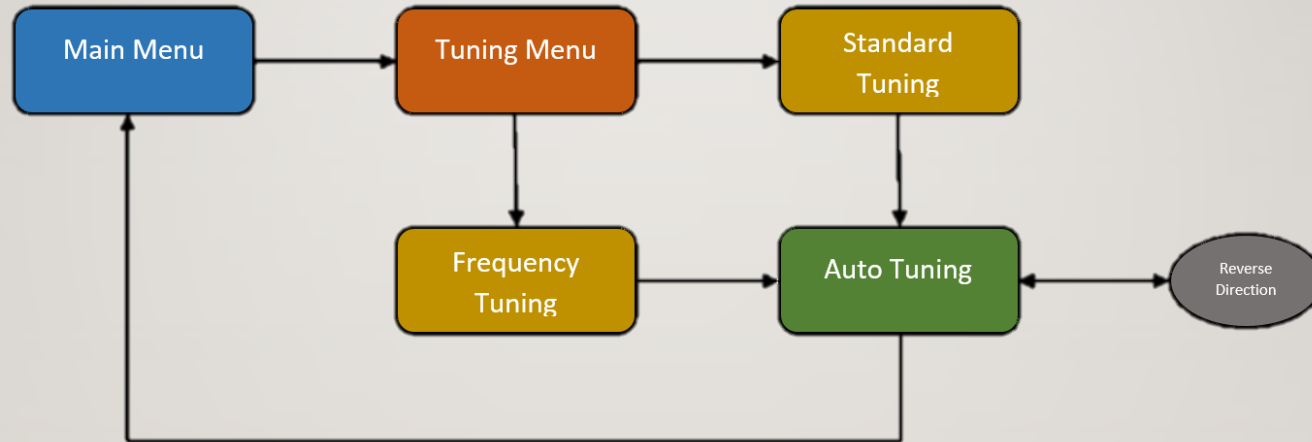 Main Menu
Tuning Menu
Standard
Tuning
Frequency
Tuning
Auto Tuning
Reverse
Direction